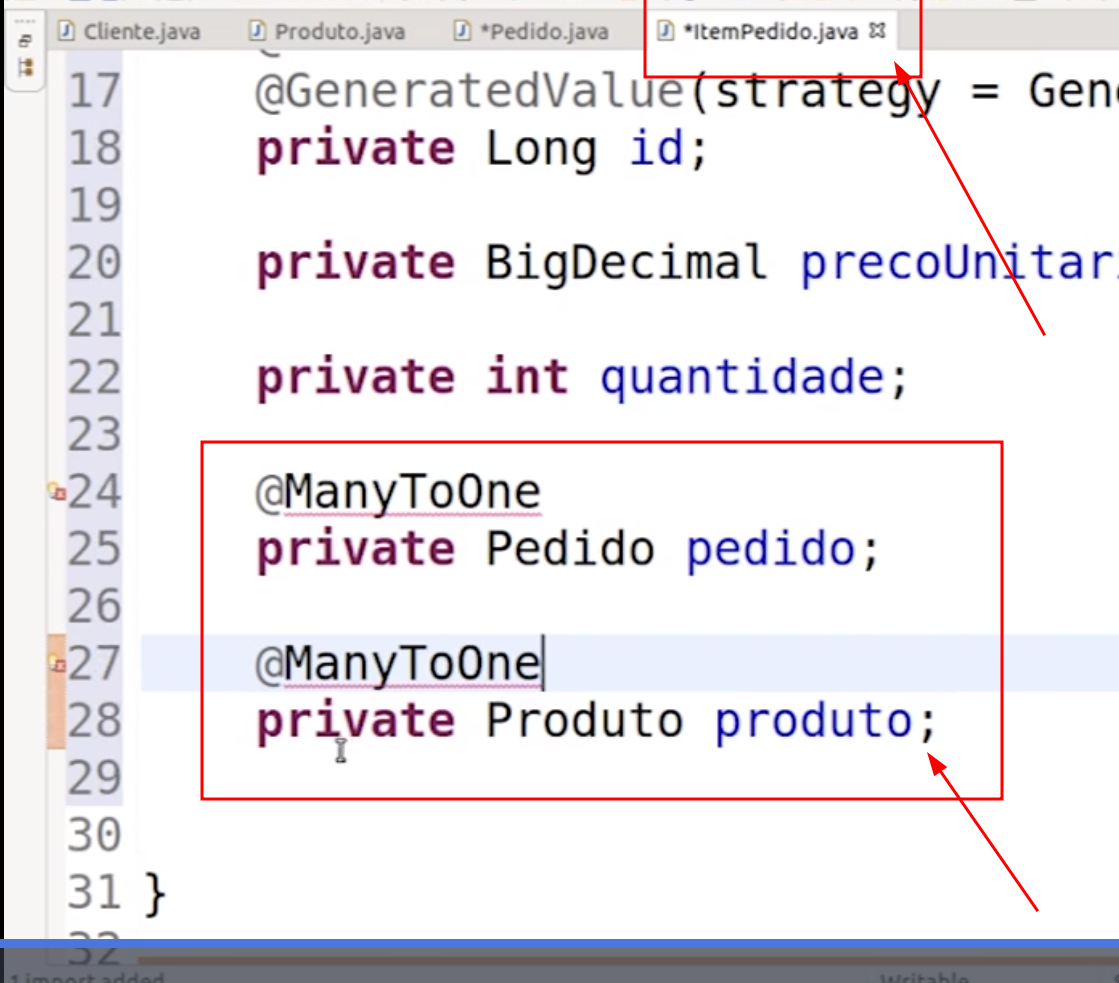 Cliente.java Produto.java *Pedido.java *ItemPedido.java
17 @GeneratedValue(strategy = Gen
18 private Long id;
19
20 private BigDecimal precoUnitar
21
22 private int quantidade;
23
24 @ManyToOne
25 private Pedido pedido;
26
27 @ManyToOne
28 private Produto produto;
29
30
31 }
32
1 import added Writable